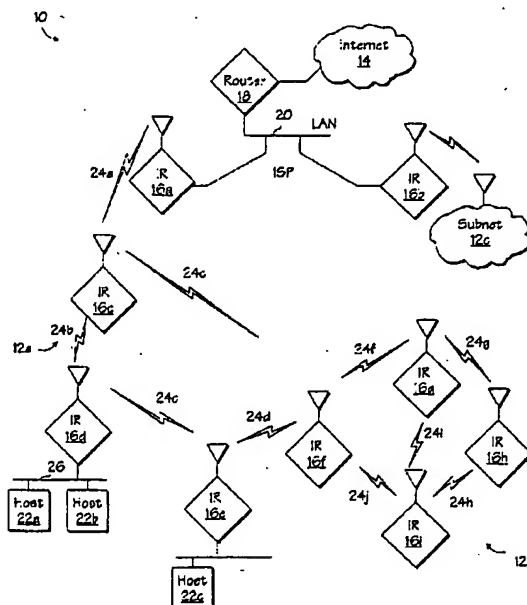 10
Internet
14
Router
18
20
LAN
24a
IR
16a
ISP
IR
16b
Subnet
12c
24c
IR
16c
24b
12a
24f
IR
16g
24g
IR
16d
24c
24d
IR
16f
24i
IR
16h
26
Host
22a
Host
22b
IR
16e
24j
24h
IR
16i
12
Host
22c